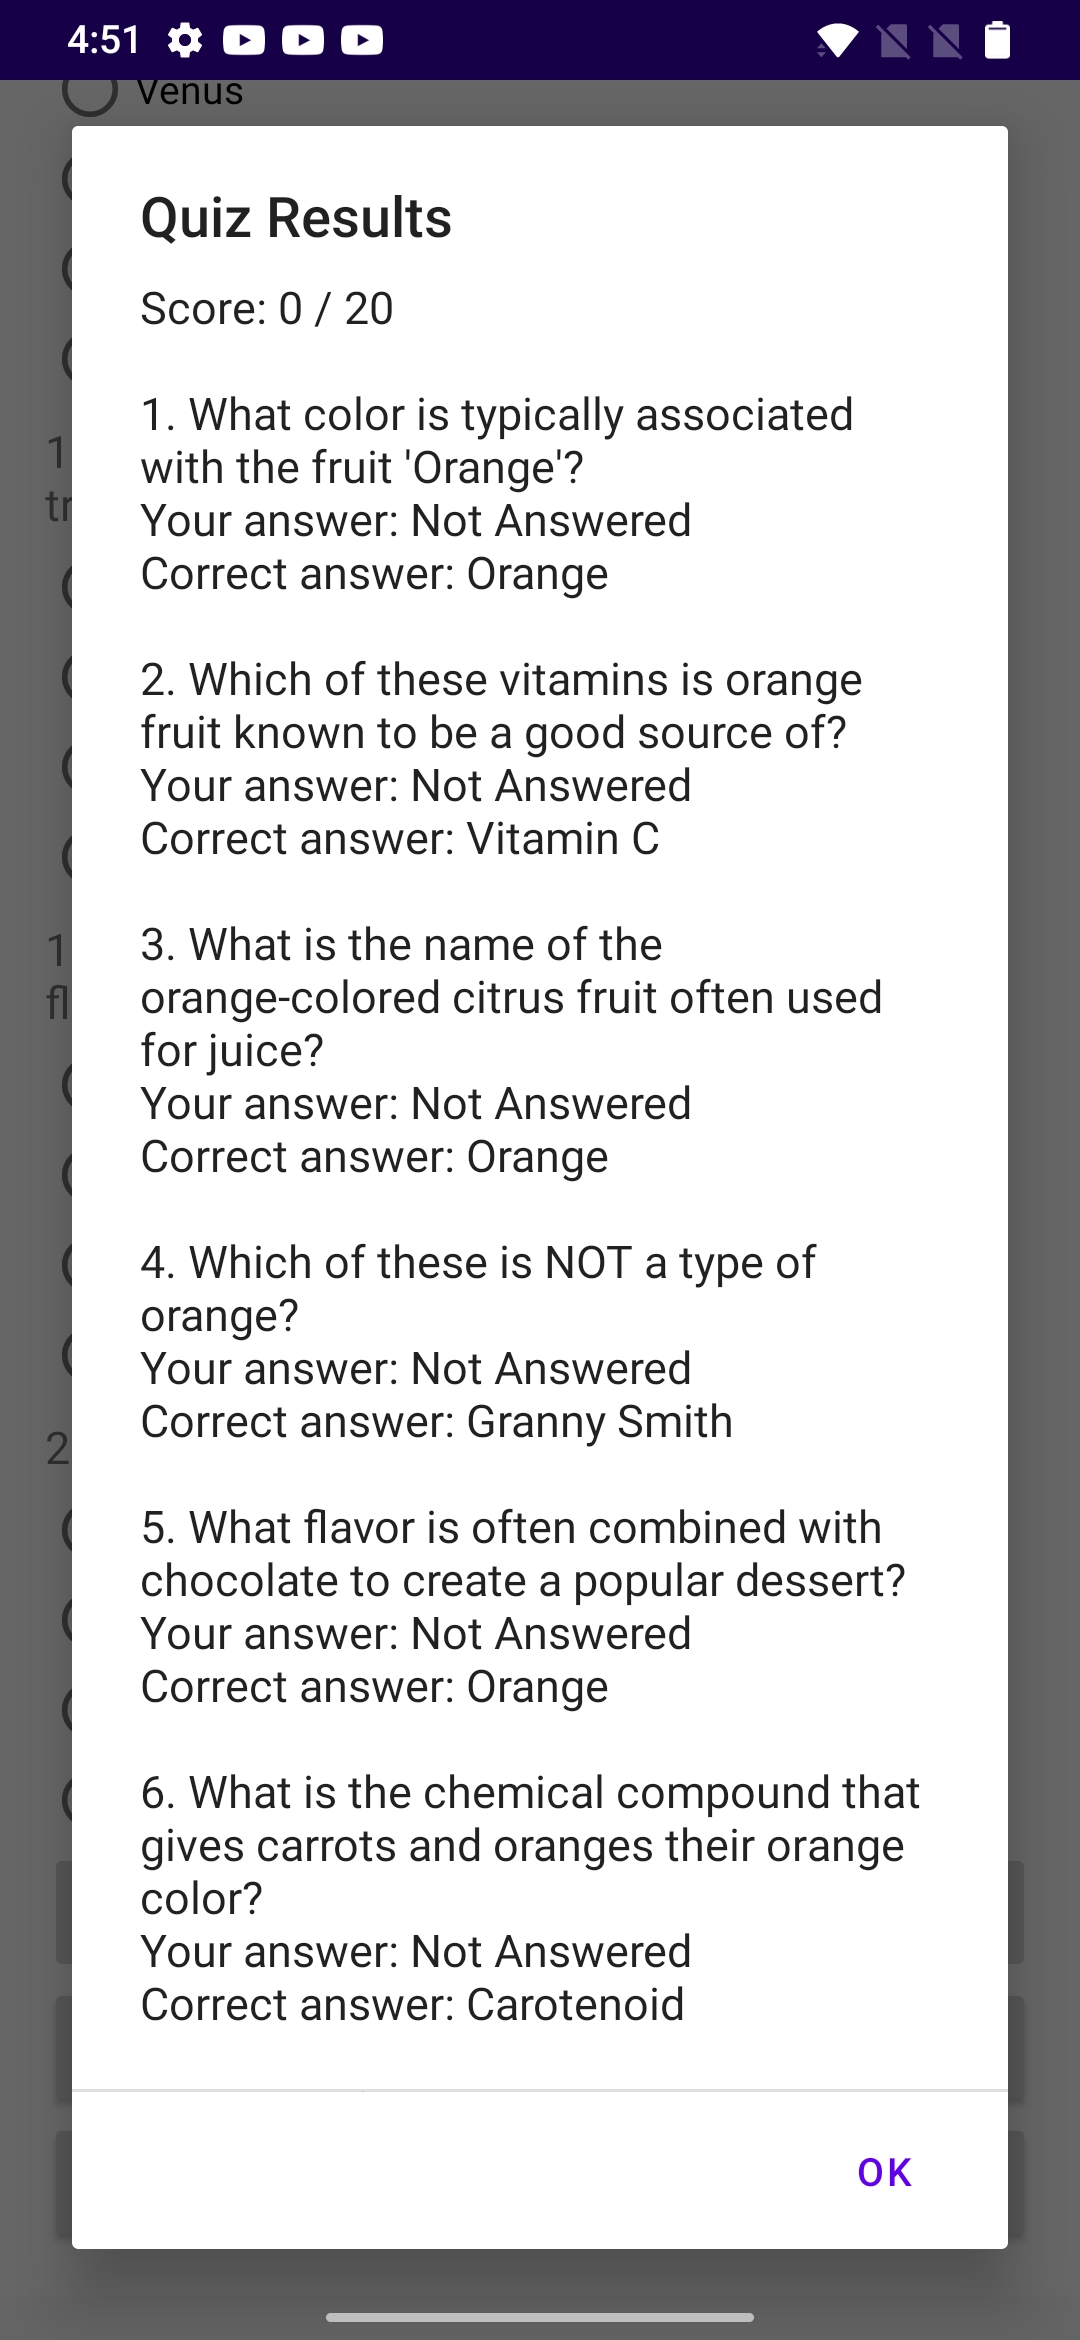 4:51
Venus
Quiz Results
Score: 0 / 20
1. What color is typically associated
with the fruit 'Orange'?
Your answer: Not Answered
Correct answer: Orange
2. Which of these vitamins is orange
fruit known to be a good source of?
Your answer: Not Answered
Correct answer: Vitamin C
3. What is the name of the
orange-colored citrus fruit often used
for juice?
Your answer: Not Answered
Correct answer: Orange
4. Which of these is NOT a type of
orange?
Your answer: Not Answered
Correct answer: Granny Smith
5. What flavor is often combined with
chocolate to create a popular dessert?
Your answer: Not Answered
Correct answer: Orange
6. What is the chemical compound that
gives carrots and oranges their orange
color?
Your answer: Not Answered
Correct answer: Carotenoid
OK